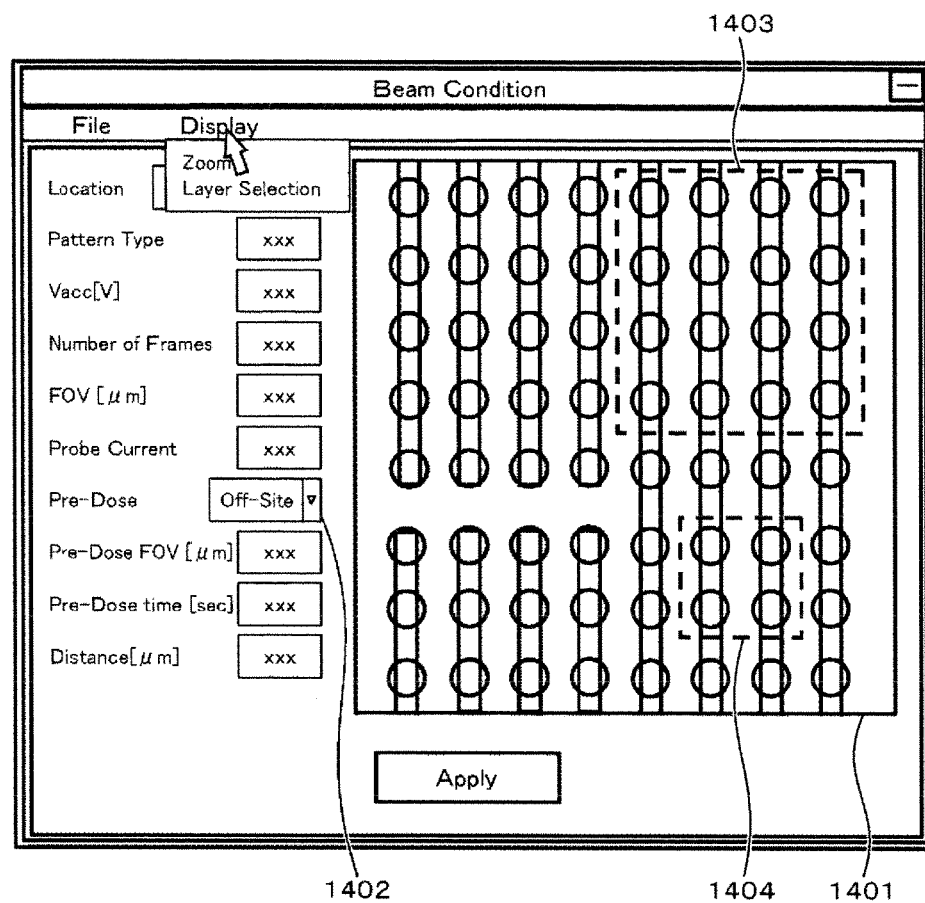 1403
Beam Condition
File Display
Zoom
Layer Selection
Location
Pattern Type xxx
Vacc[V] xxx
Number of Frames xxx
FOV [μm] xxx
Probe Current xxx
Pre-Dose Off-Site
Pre-Dose FOV [μm] xxx
Pre-Dose time [sec] xxx
Distance[μm] xxx
Apply
1402 1404 1401